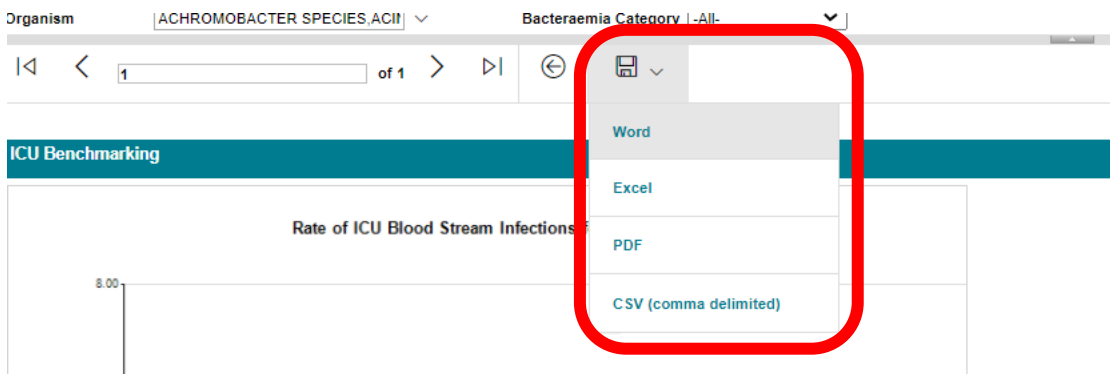 Organism ACHROMOBACTER SPECIES,ACI Bacteraemia Category -All-
1 of 1
Word
ICU Benchmarking
Excel
Rate of ICU Blood Stream Infections
PDF
8.00
CSV (comma delimited)